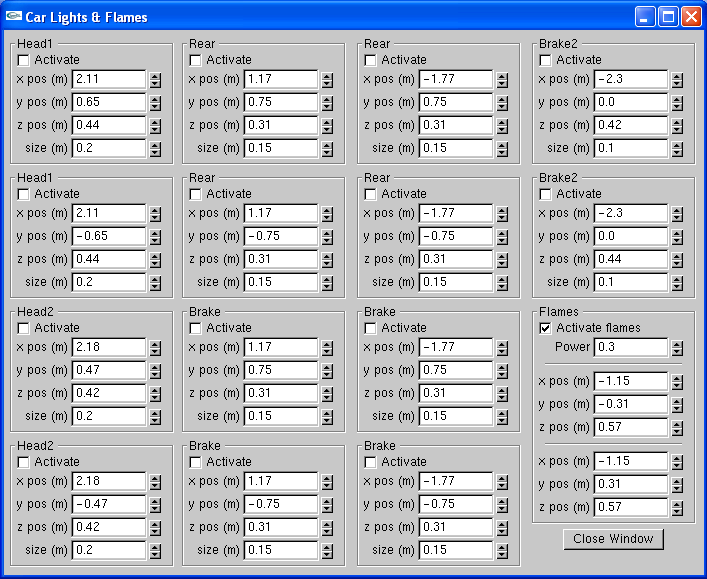 Car Lights & Flames
Head1
Activate
x pos (m) 2.11
y pos (m) 0.65
z pos (m) 0.44
size (m) 0.2
Rear
Activate
x pos (m) 1.17
y pos (m) 0.75
z pos (m) 0.31
size (m) 0.15
Rear
Activate
x pos (m) -1.77
y pos (m) 0.75
z pos (m) 0.31
size (m) 0.15
Brake2
Activate
x pos (m) -2.3
y pos (m) 0.0
z pos (m) 0.42
size (m) 0.1
Head1
Activate
x pos (m) 2.11
y pos (m) -0.65
z pos (m) 0.44
size (m) 0.2
Rear
Activate
x pos (m) 1.17
y pos (m) -0.75
z pos (m) 0.31
size (m) 0.15
Rear
Activate
x pos (m) -1.77
y pos (m) -0.75
z pos (m) 0.31
size (m) 0.15
Brake2
Activate
x pos (m) -2.3
y pos (m) 0.0
z pos (m) 0.44
size (m) 0.1
Head2
Activate
x pos (m) 2.18
y pos (m) 0.47
z pos (m) 0.42
size (m) 0.2
Brake
Activate
x pos (m) 1.17
y pos (m) 0.75
z pos (m) 0.31
size (m) 0.15
Brake
Activate
x pos (m) -1.77
y pos (m) 0.75
z pos (m) 0.31
size (m) 0.15
Flames
Activate flames
Power 0.3
x pos (m) -1.15
y pos (m) -0.31
z pos (m) 0.57
x pos (m) -1.15
y pos (m) 0.31
z pos (m) 0.57
Head2
Activate
x pos (m) 2.18
y pos (m) -0.47
z pos (m) 0.42
size (m) 0.2
Brake
Activate
x pos (m) 1.17
y pos (m) -0.75
z pos (m) 0.31
size (m) 0.15
Brake
Activate
x pos (m) -1.77
y pos (m) -0.75
z pos (m) 0.31
size (m) 0.15
Close Window